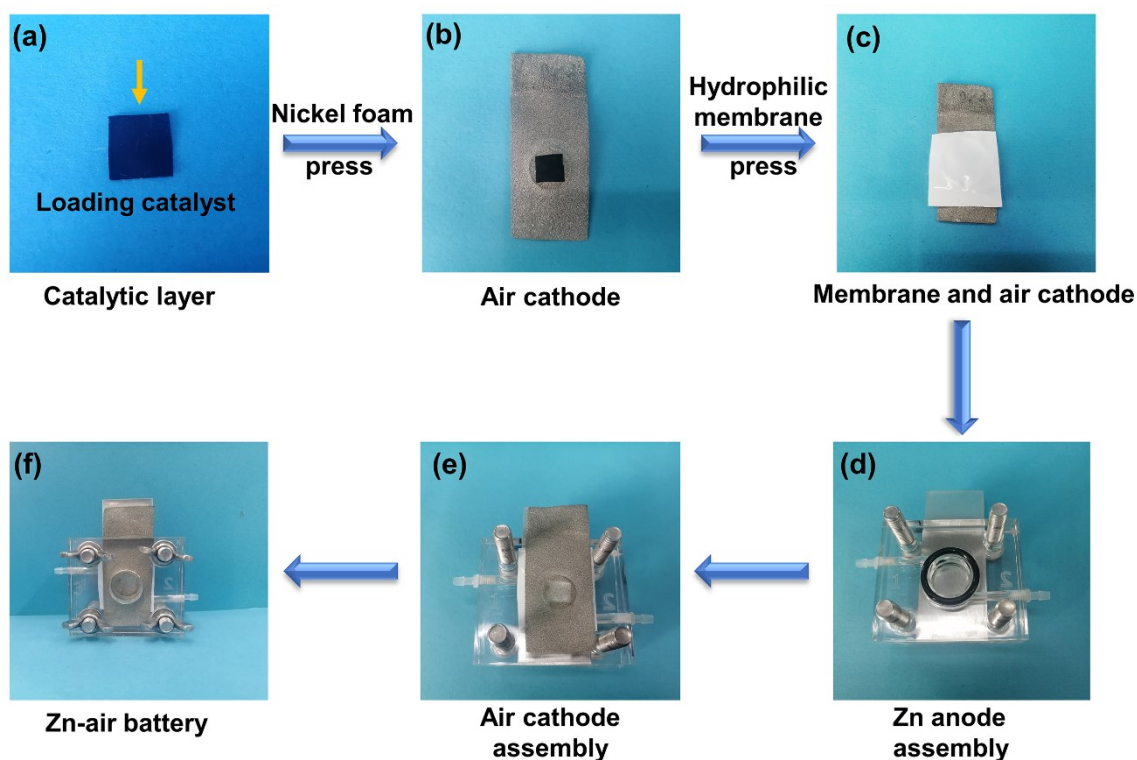 (a)
Loading catalyst
Catalytic layer
Nickel foam
press
(b)
Air cathode
Hydrophilic
membrane
press
(c)
Membrane and air cathode
(d)
Zn anode
assembly
(e)
Air cathode
assembly
(f)
Zn-air battery